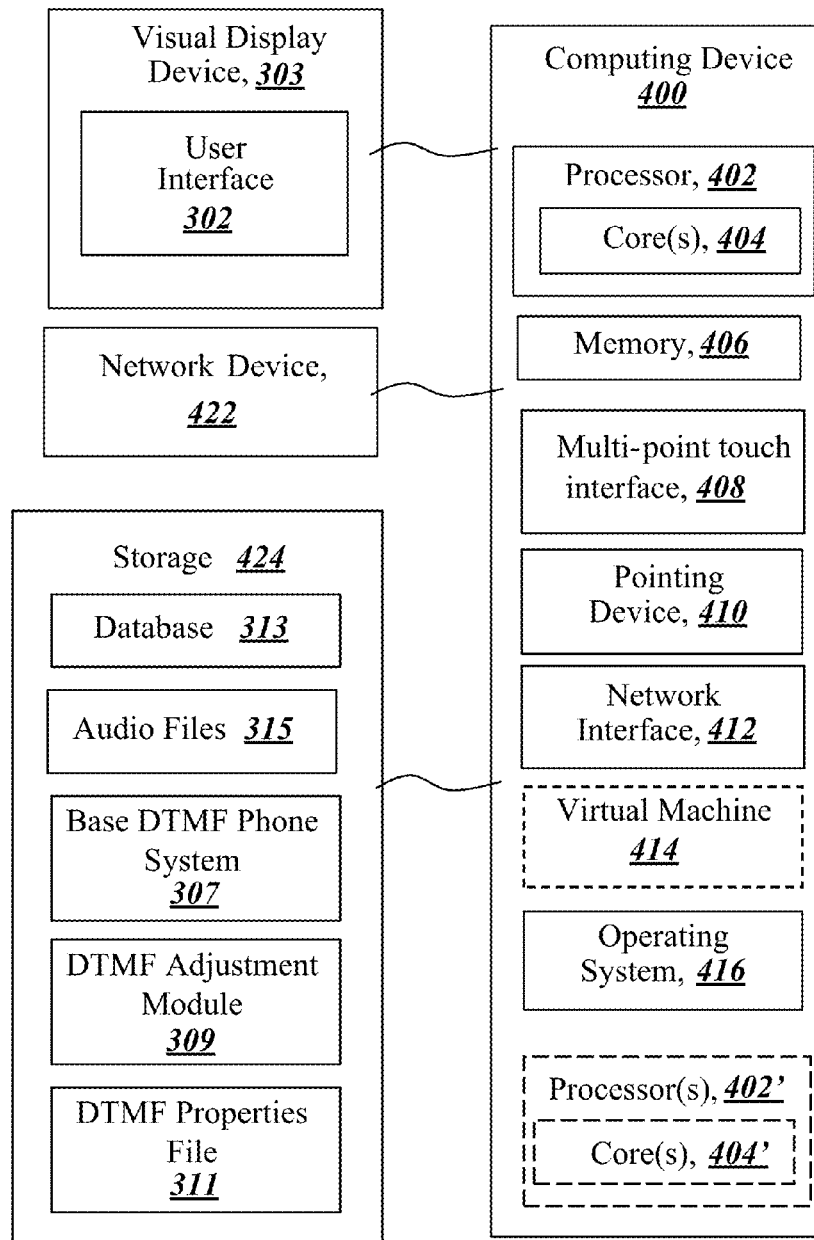 Visual Display
Device, 303
User
Interface
302
Network Device,
422
Storage 424
Database 313
Audio Files 315
Base DTMF Phone
System
307
DTMF Adjustment
Module
309
DTMF Properties
File
311
Computing Device
400
Processor, 402
Core(s), 404
Memory, 406
Multi-point touch
interface, 408
Pointing
Device, 410
Network
Interface, 412
Virtual Machine
414
Operating
System, 416
Processor(s), 402’
Core(s), 404’